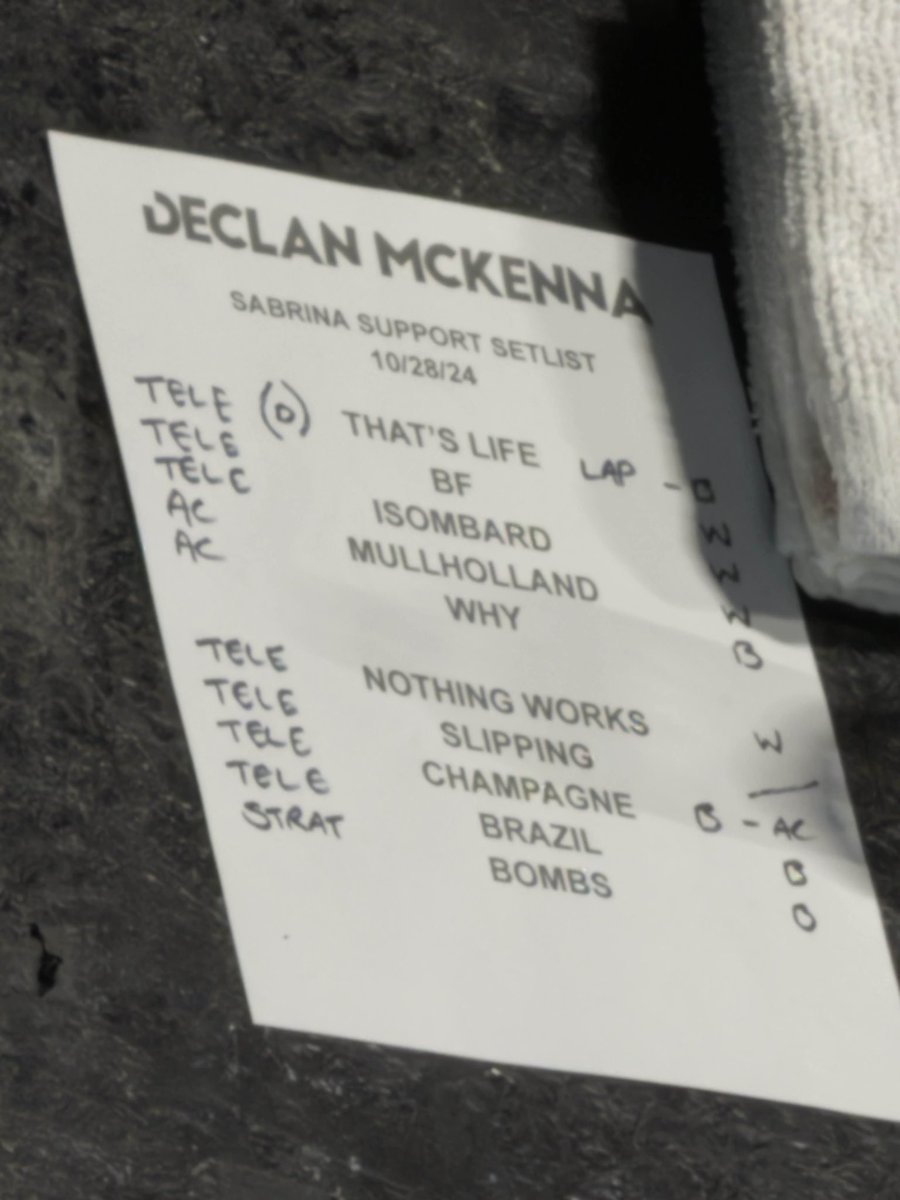 DECLAN MCKENNA
SABRINA SUPPORT SETLIST
10/28/24
TELE (D) THAT'S LIFE LAP - B
TELE BF W
TELE ISOMBARD W
AC MULLHOLLAND W
AC WHY B
TELE NOTHING WORKS W
TELE SLIPPING —
TELE CHAMPAGNE B - AC
TELE BRAZIL B
STRAT BOMBS B